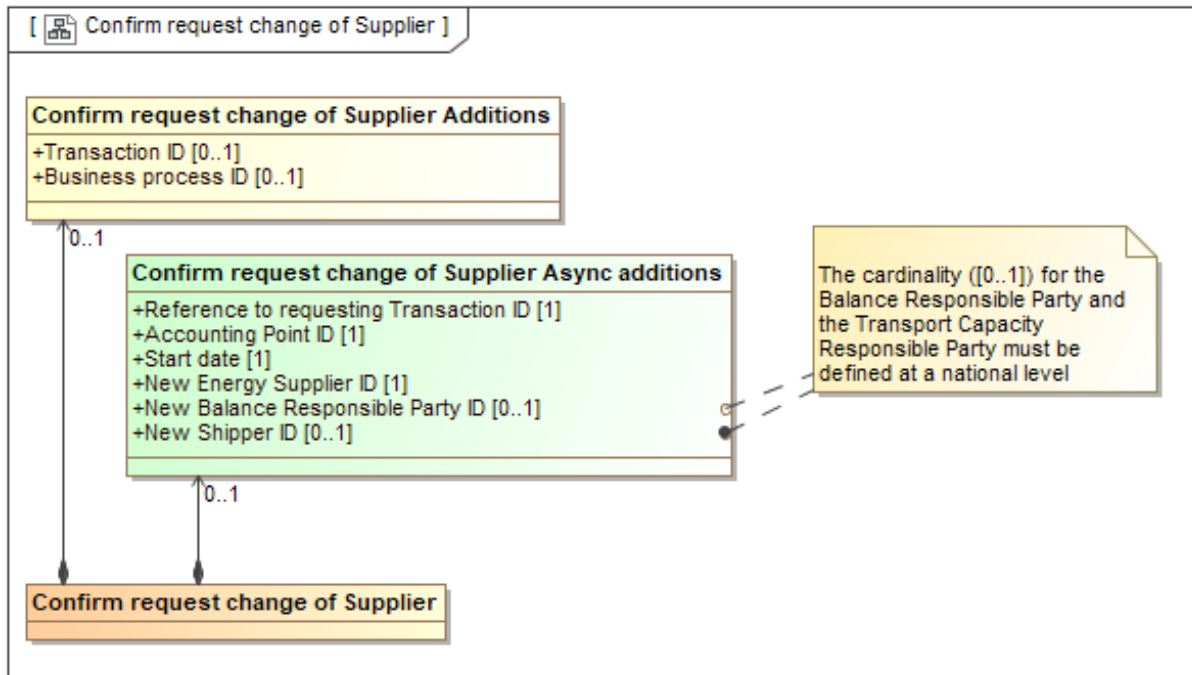 [ Confirm request change of Supplier ]
Confirm request change of Supplier Additions
+Transaction ID [0..1]
+Business process ID [0..1]
0..1
Confirm request change of Supplier Async additions
+Reference to requesting Transaction ID [1]
+Accounting Point ID [1]
+Start date [1]
+New Energy Supplier ID [1]
+New Balance Responsible Party ID [0..1]
+New Shipper ID [0..1]
The cardinality ([0..1]) for the
Balance Responsible Party and
the Transport Capacity
Responsible Party must be
defined at a national level
0..1
Confirm request change of Supplier